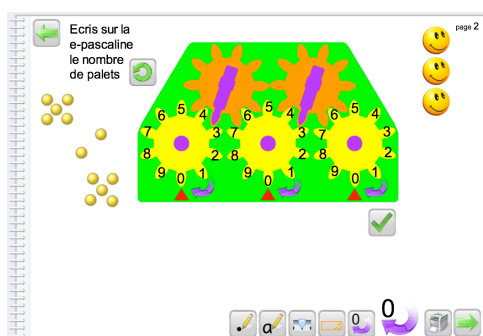 page 2
Ecris sur la
e-pascaline
le nombre
de palets
5 5 5
6 4 6 4 6 4
7 3 7 3 7 3
8 2 8 2 8 2
9 0 1 9 0 1 9 0 1
a 0 0